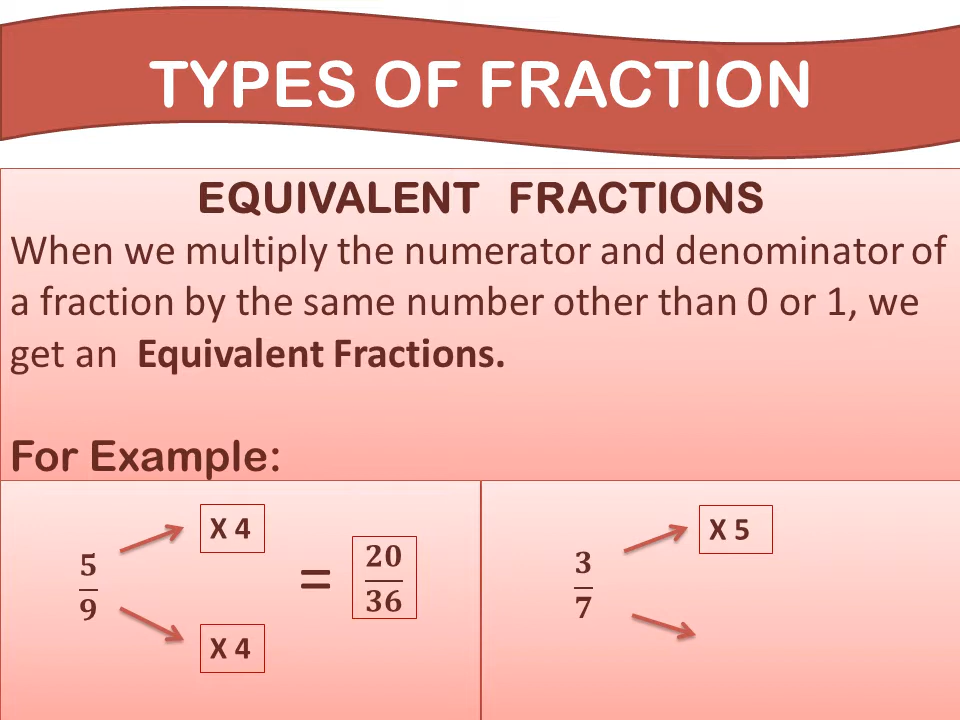 TYPES OF FRACTION
EQUIVALENT FRACTIONS
When we multiply the numerator and denominator of
a fraction by the same number other than 0 or 1, we
get an Equivalent Fractions.
For Example:
5/9
X 4
X 4
=
20/36
3/7
X 5